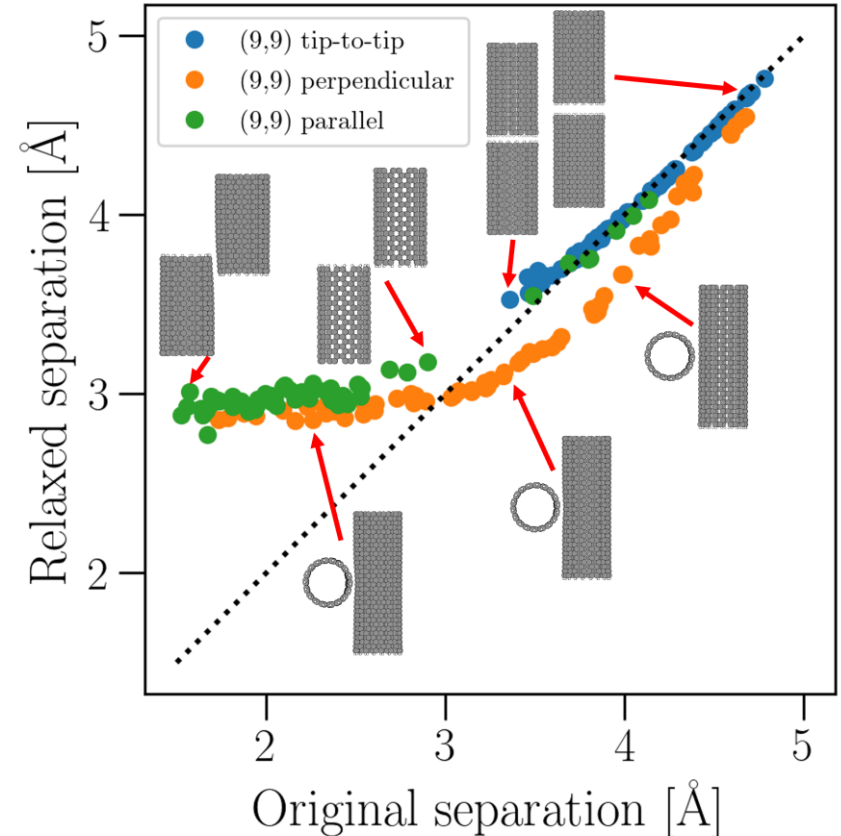 (9,9) tip-to-tip
(9,9) perpendicular
(9,9) parallel
5
4
3
2
Relaxed separation [Å]
2
3
4
5
Original separation [Å]